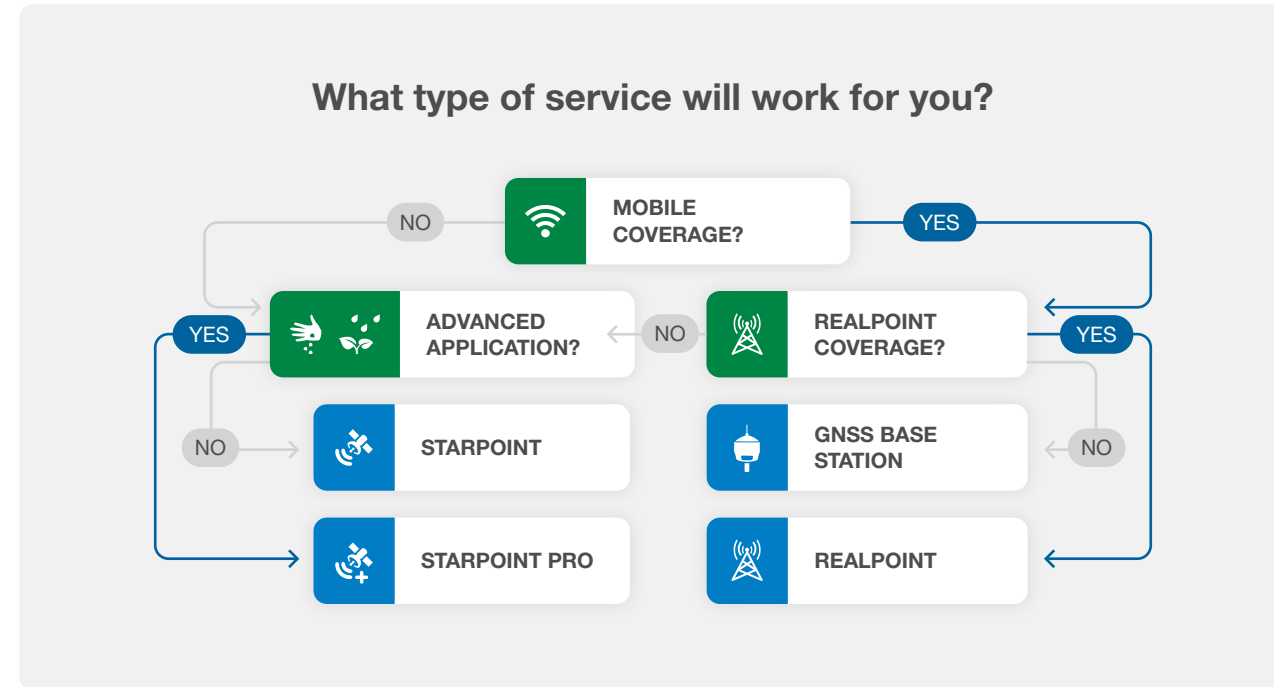 What type of service will work for you?
MOBILE
COVERAGE?
NO
YES
ADVANCED
APPLICATION?
YES
NO
REALPOINT
COVERAGE?
YES
NO
STARPOINT
GNSS BASE
STATION
NO
STARPOINT PRO
REALPOINT